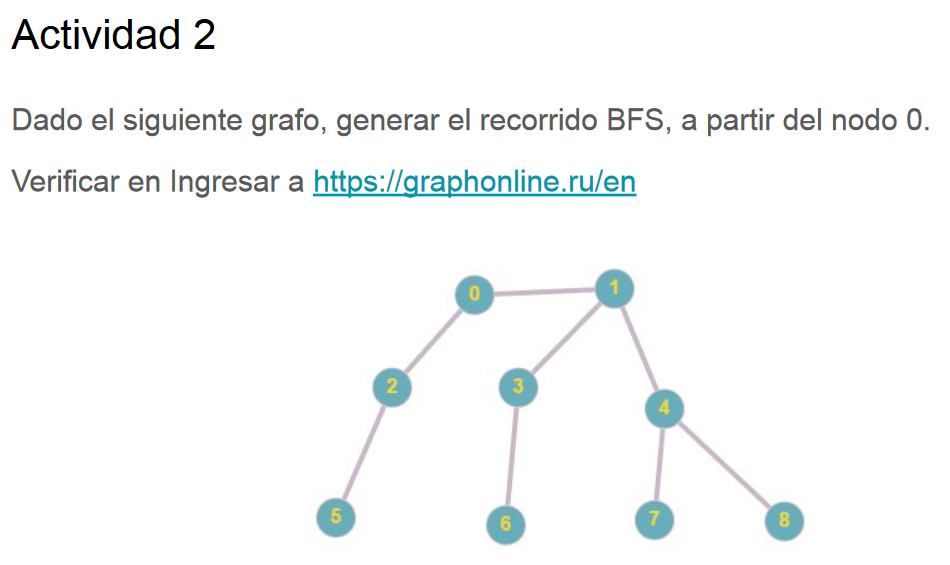 Actividad 2
Dado el siguiente grafo, generar el recorrido BFS, a partir del nodo 0.
Verificar en Ingresar a https://graphonline.ru/en
0 1
2 3 4
5 6 7 8